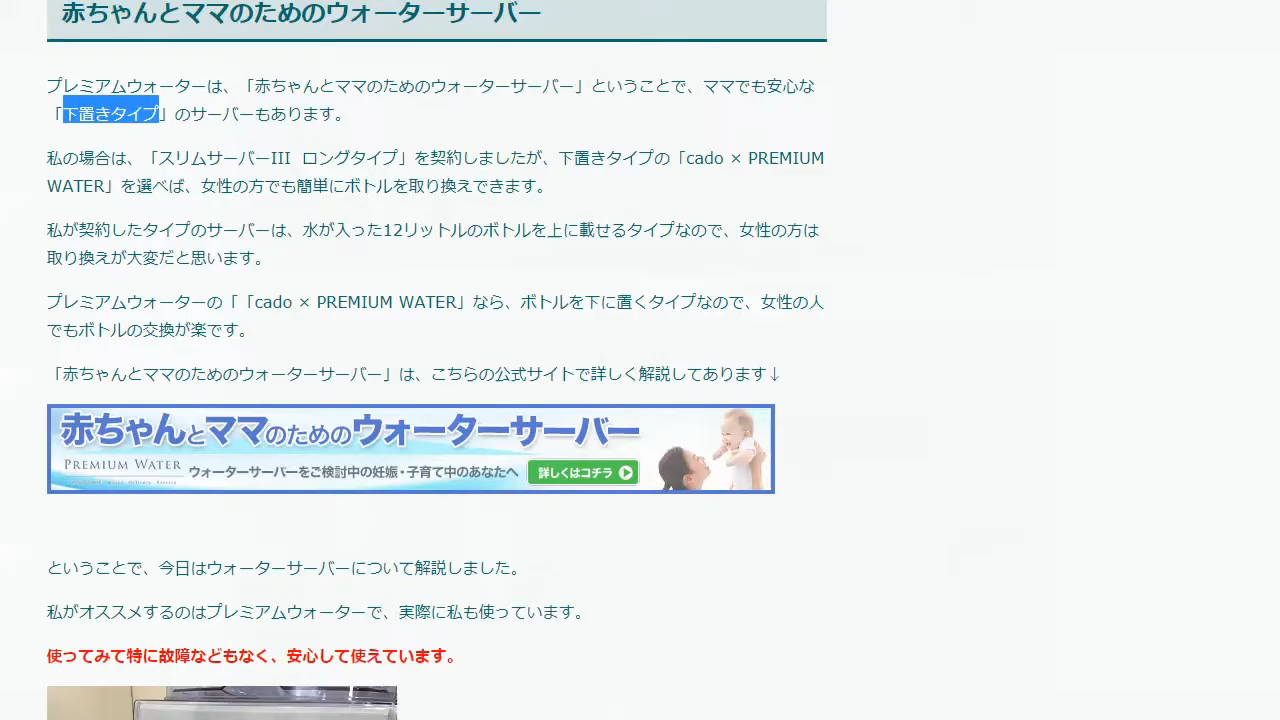 赤ちゃんとママのためのウォーターサーバー
プレミアムウォーターは、「赤ちゃんとママのためのウォーターサーバー」ということで、ママでも安心な
「下置きタイプ」のサーバーもあります。
私の場合は、「スリムサーバーIII ロングタイプ」を契約しましたが、下置きタイプの「cado × PREMIUM
WATER」を選べば、女性の方でも簡単にボトルを取り換えできます。
私が契約したタイプのサーバーは、水が入った12リットルのボトルを上に載せるタイプなので、女性の方は
取り換えが大変だと思います。
プレミアムウォーターの「「cado × PREMIUM WATER」なら、ボトルを下に置くタイプなので、女性の人
でもボトルの交換が楽です。
「赤ちゃんとママのためのウォーターサーバー」は、こちらの公式サイトで詳しく解説してあります↓
赤ちゃんとママのためのウォーターサーバー
PREMIUM WATER ウォーターサーバーをご検討中の妊娠・子育て中のあなたへ 詳しくはコチラ
ということで、今日はウォーターサーバーについて解説しました。
私がオススメするのはプレミアムウォーターで、実際に私も使っています。
使ってみて特に故障などもなく、安心して使えています。